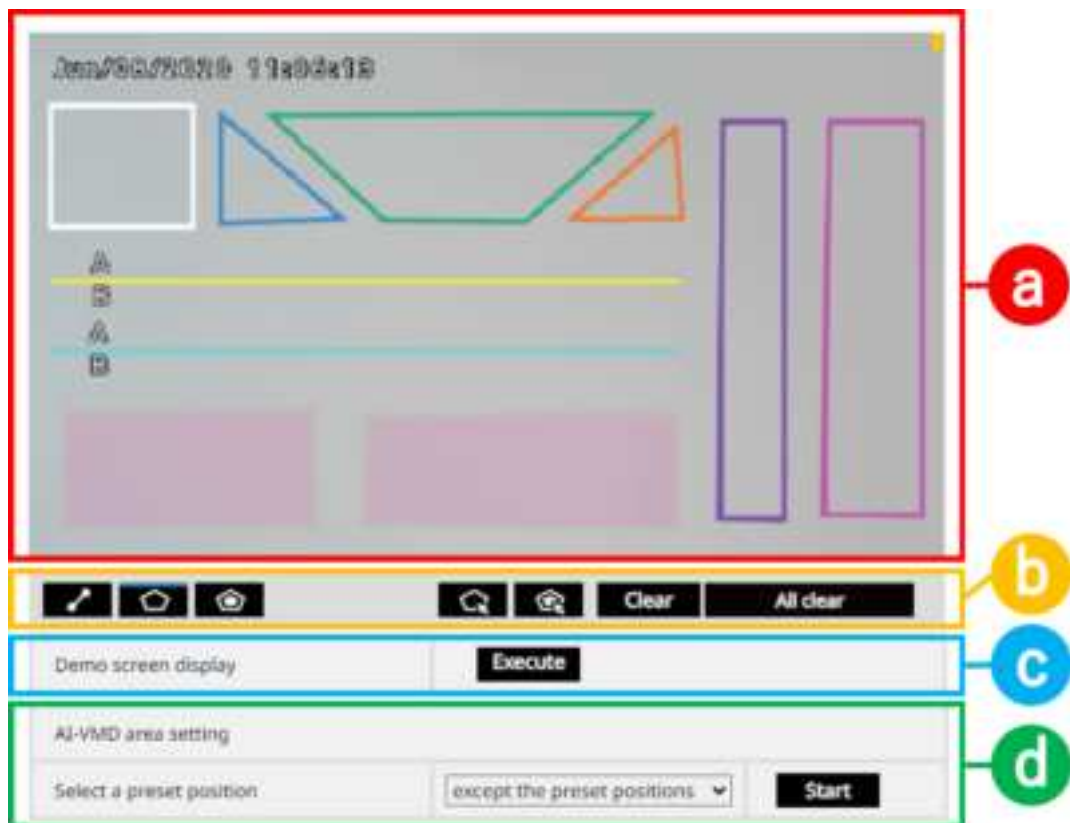 A
B
A
B
a
Clear All clear
b
Demo screen display Execute
c
AI-VMD area setting
Select a preset position except the preset positions Start
d